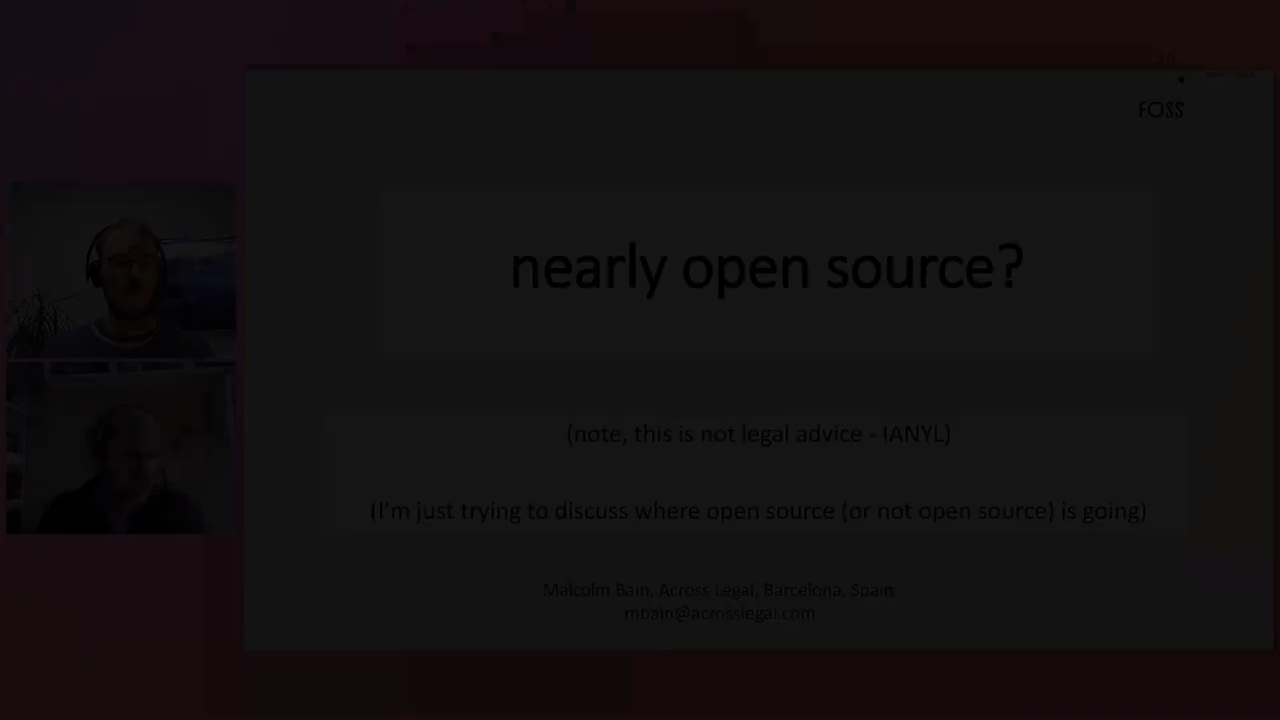 FOSS
nearly open source?
(note, this is not legal advice - IANYL)
(I'm just trying to discuss where open source (or not open source) is going)
Malcolm Bain, Across Legal, Barcelona, Spain
mbain@acrosslegal.com